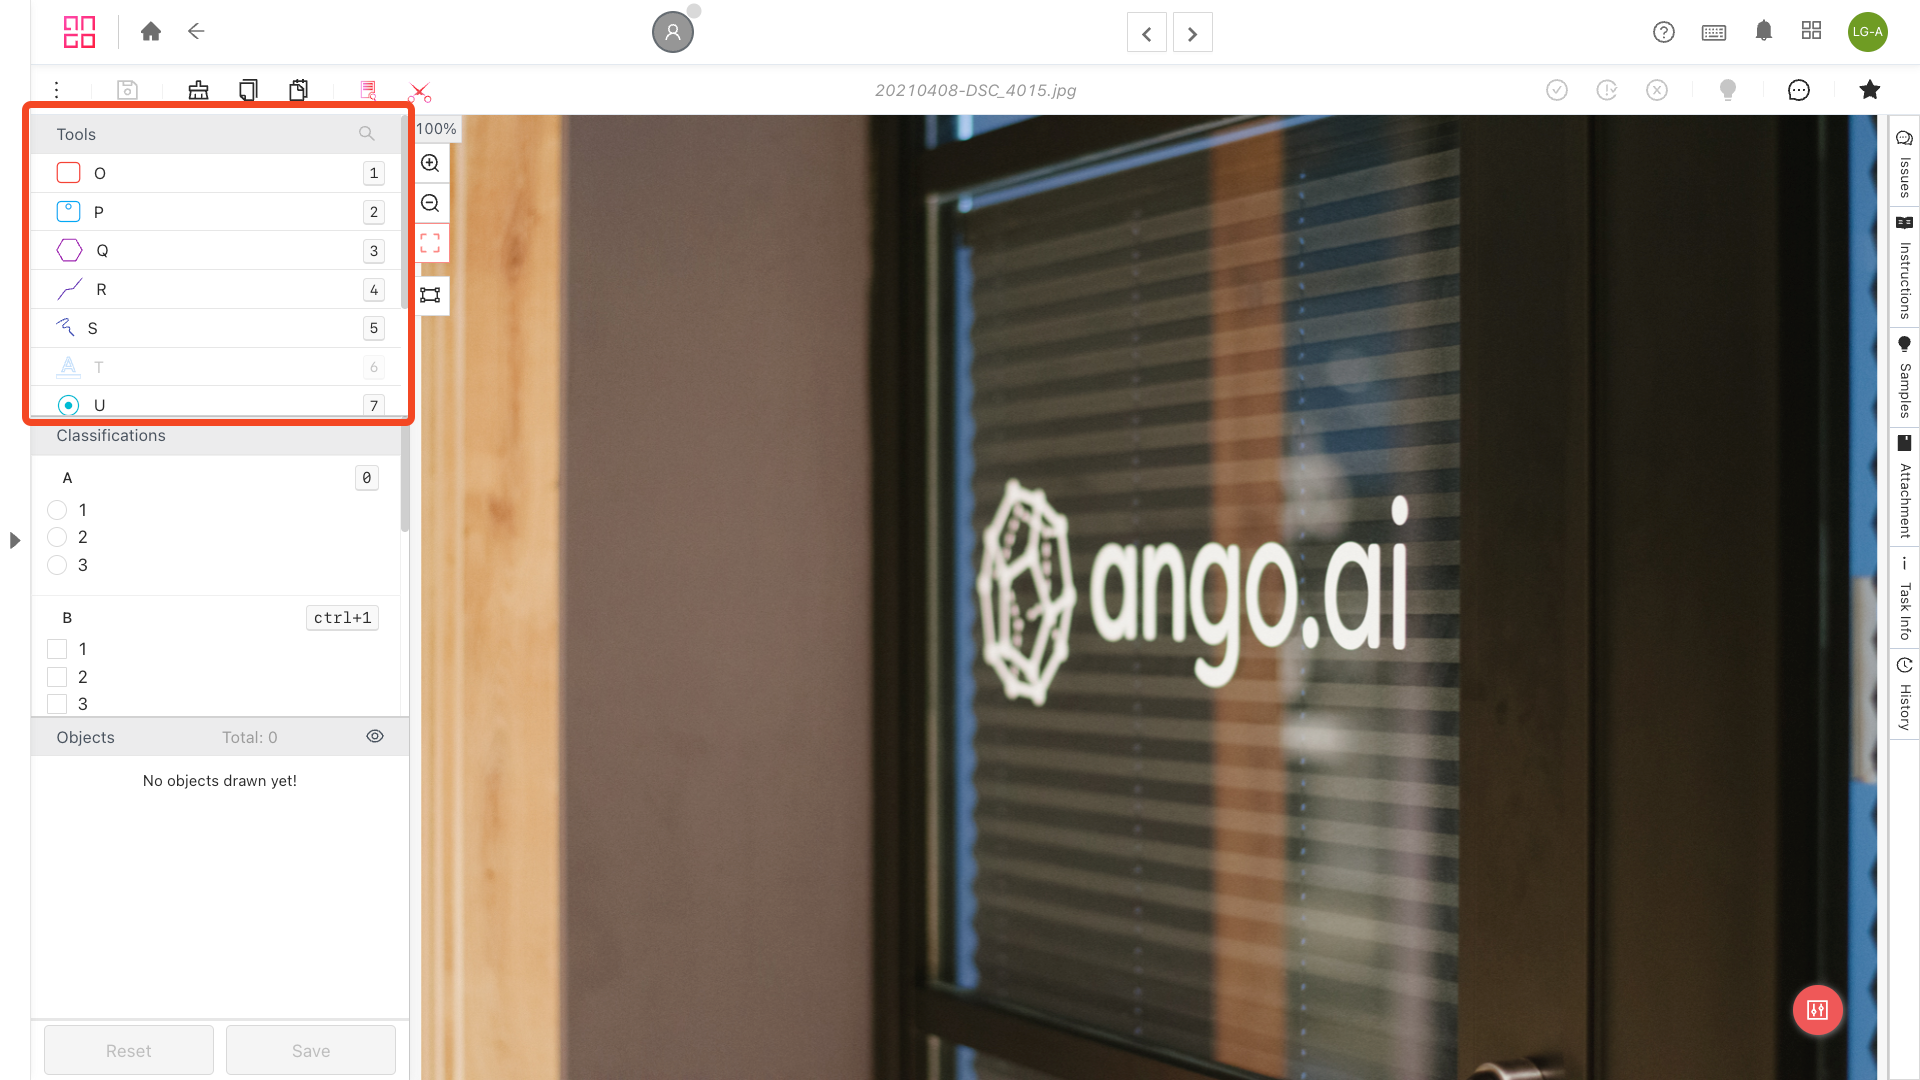 LG-A
20210408-DSC_4015.jpg
Tools
O 1
P 2
Q 3
R 4
S 5
A T 6
U 7
100%
Classifications
A 0
1
2
3
B ctrl+1
1
2
3
Objects Total: 0
No objects drawn yet!
Reset Save
ango.ai
Issues
Instructions
Samples
Attachment
Task Info
History